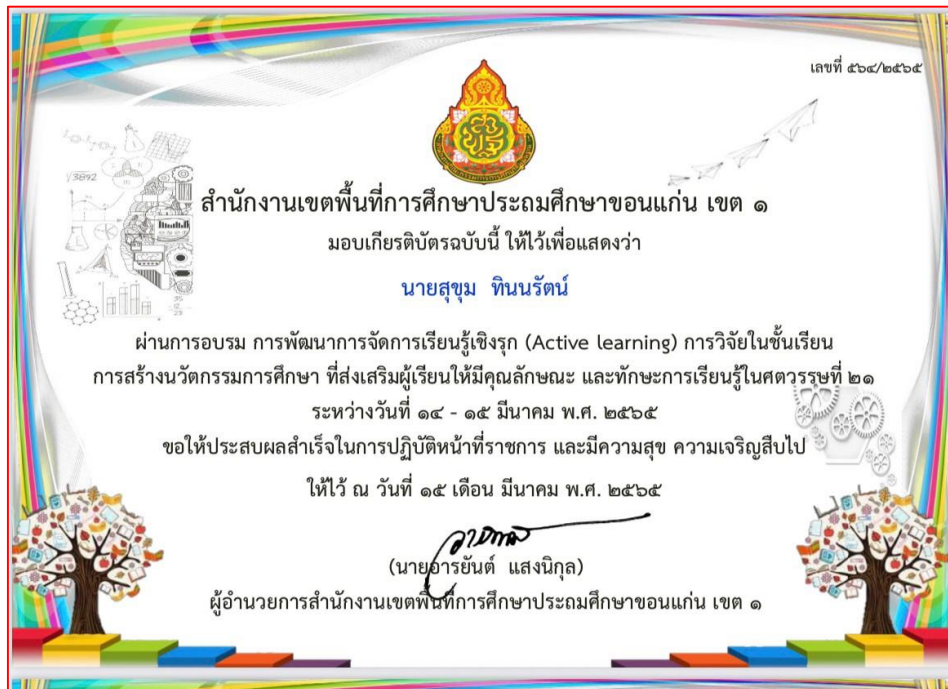 เลขที่ ๕๖๔/๒๕๖๕
√3892
สำนักงานเขตพื้นที่การศึกษาประถมศึกษาขอนแก่น เขต ๑
มอบเกียรติบัตรฉบับนี้ ให้ไว้เพื่อแสดงว่า
นายสุขุม ทินนรัตน์
ผ่านการอบรม การพัฒนาการจัดการเรียนรู้เชิงรุก (Active learning) การวิจัยในชั้นเรียน
การสร้างนวัตกรรมการศึกษา ที่ส่งเสริมผู้เรียนให้มีคุณลักษณะ และทักษะการเรียนรู้ในศตวรรษที่ ๒๑
ระหว่างวันที่ ๑๔ - ๑๕ มีนาคม พ.ศ. ๒๕๖๕
ขอให้ประสบผลสำเร็จในการปฏิบัติหน้าที่ราชการ และมีความสุข ความเจริญสืบไป
ให้ไว้ ณ วันที่ ๑๕ เดือน มีนาคม พ.ศ. ๒๕๖๕
(นายอารยันต์ แสงนิกุล)
ผู้อำนวยการสำนักงานเขตพื้นที่การศึกษาประถมศึกษาขอนแก่น เขต ๑